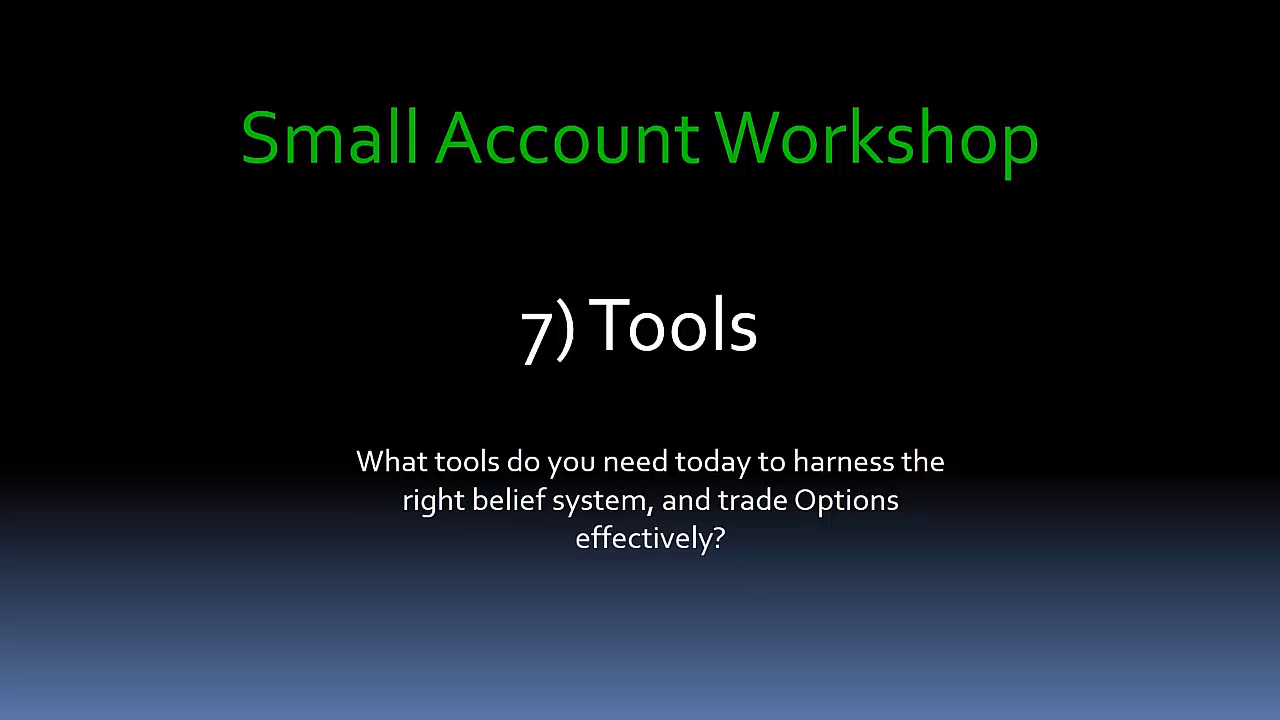 Small Account Workshop
7) Tools
What tools do you need today to harness the
right belief system, and trade Options
effectively?